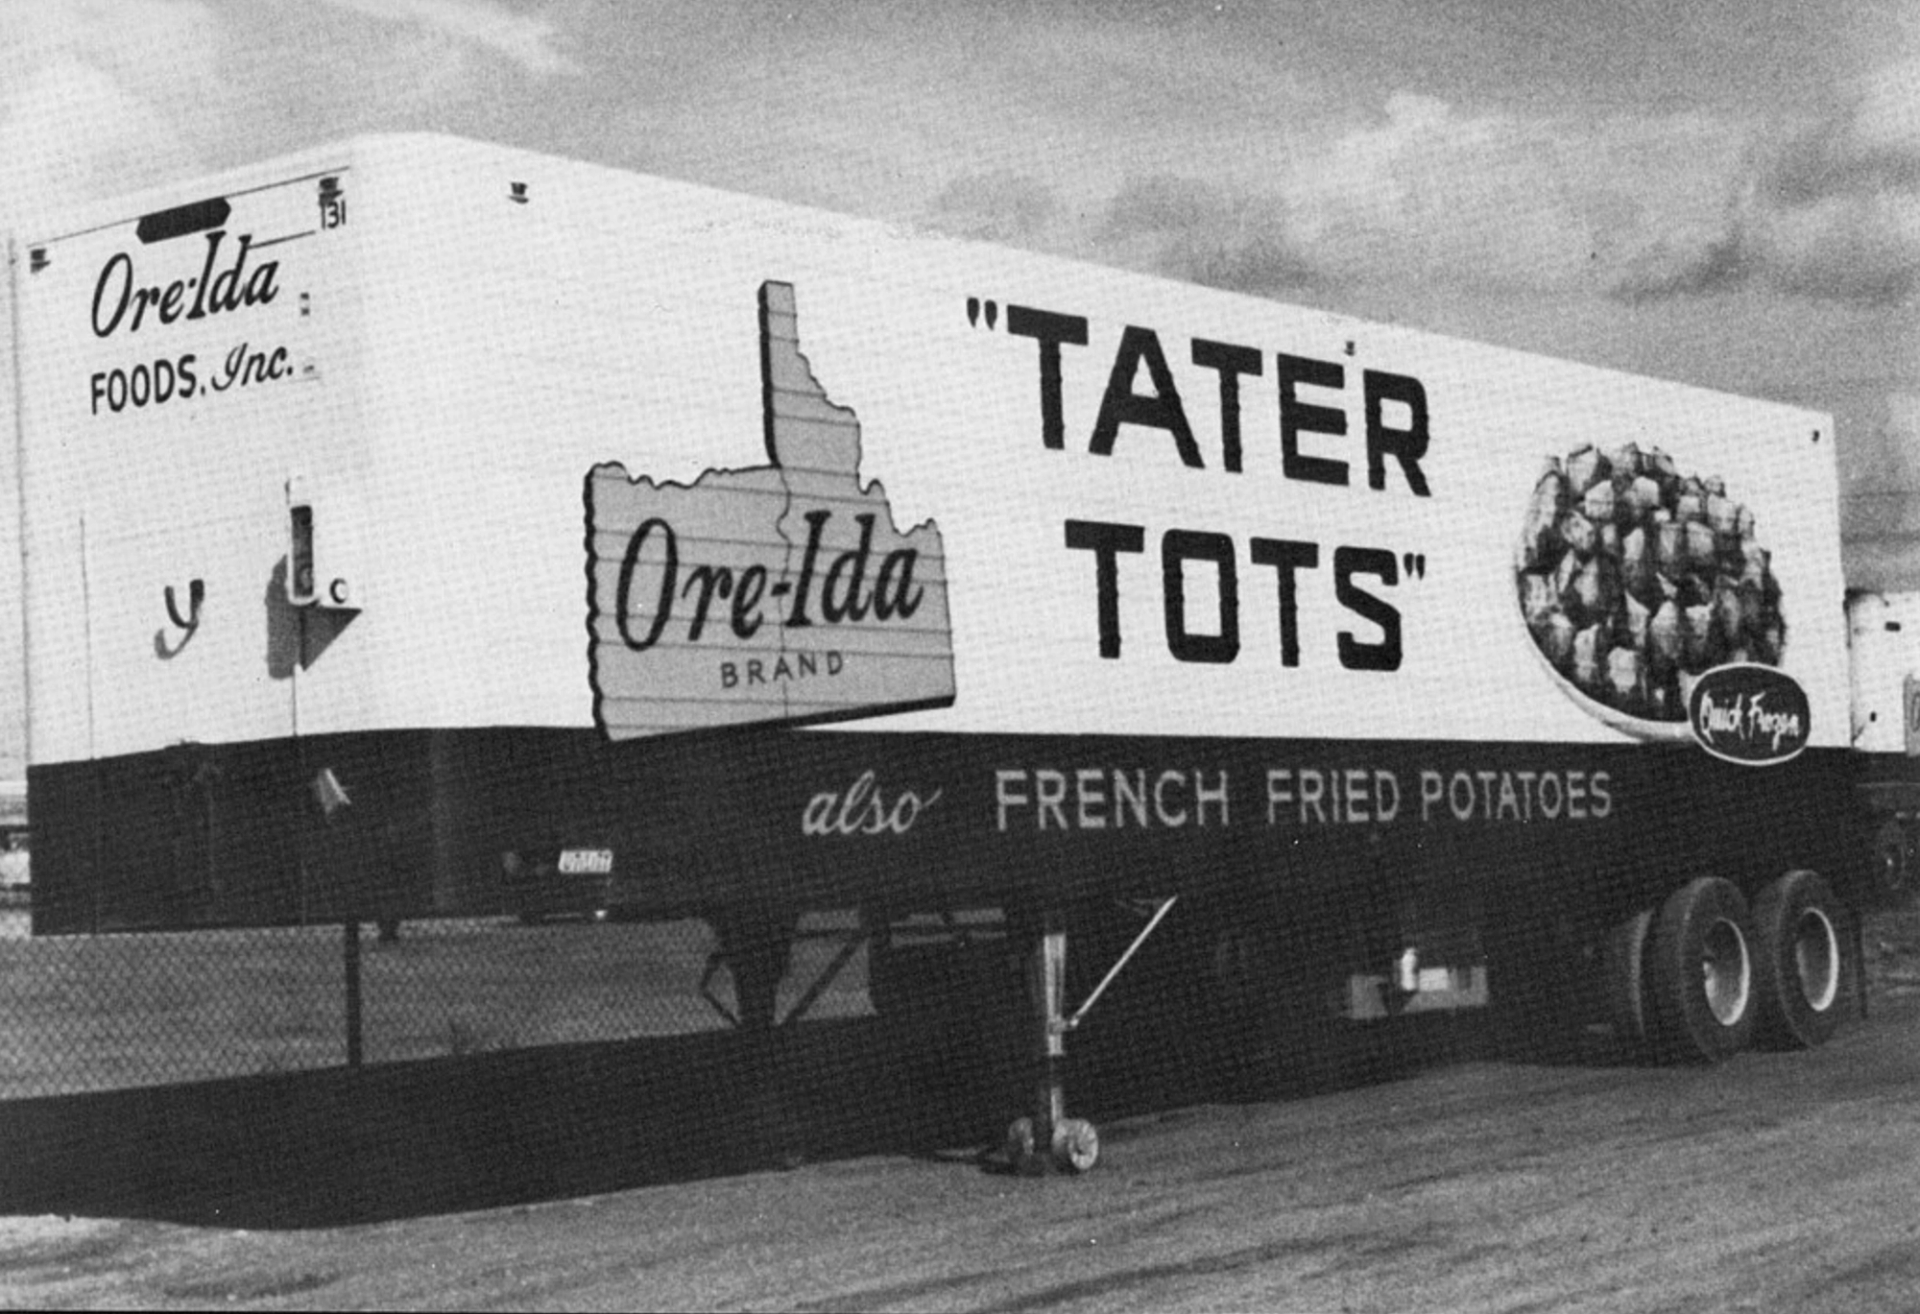 131
Ore-Ida
FOODS, Inc.
Ore-Ida
BRAND
"TATER
TOTS"
Quick Frozen
also FRENCH FRIED POTATOES